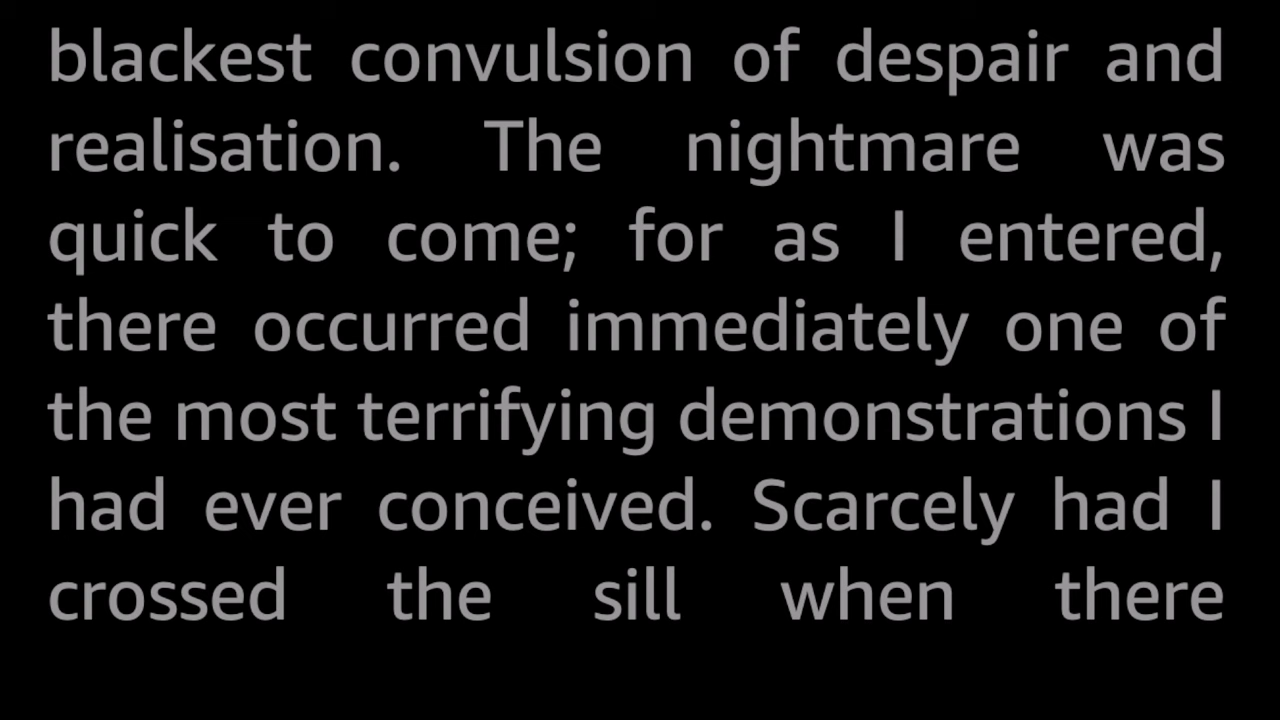 blackest convulsion of despair and
realisation. The nightmare was
quick to come; for as I entered,
there occurred immediately one of
the most terrifying demonstrations I
had ever conceived. Scarcely had I
crossed the sill when there